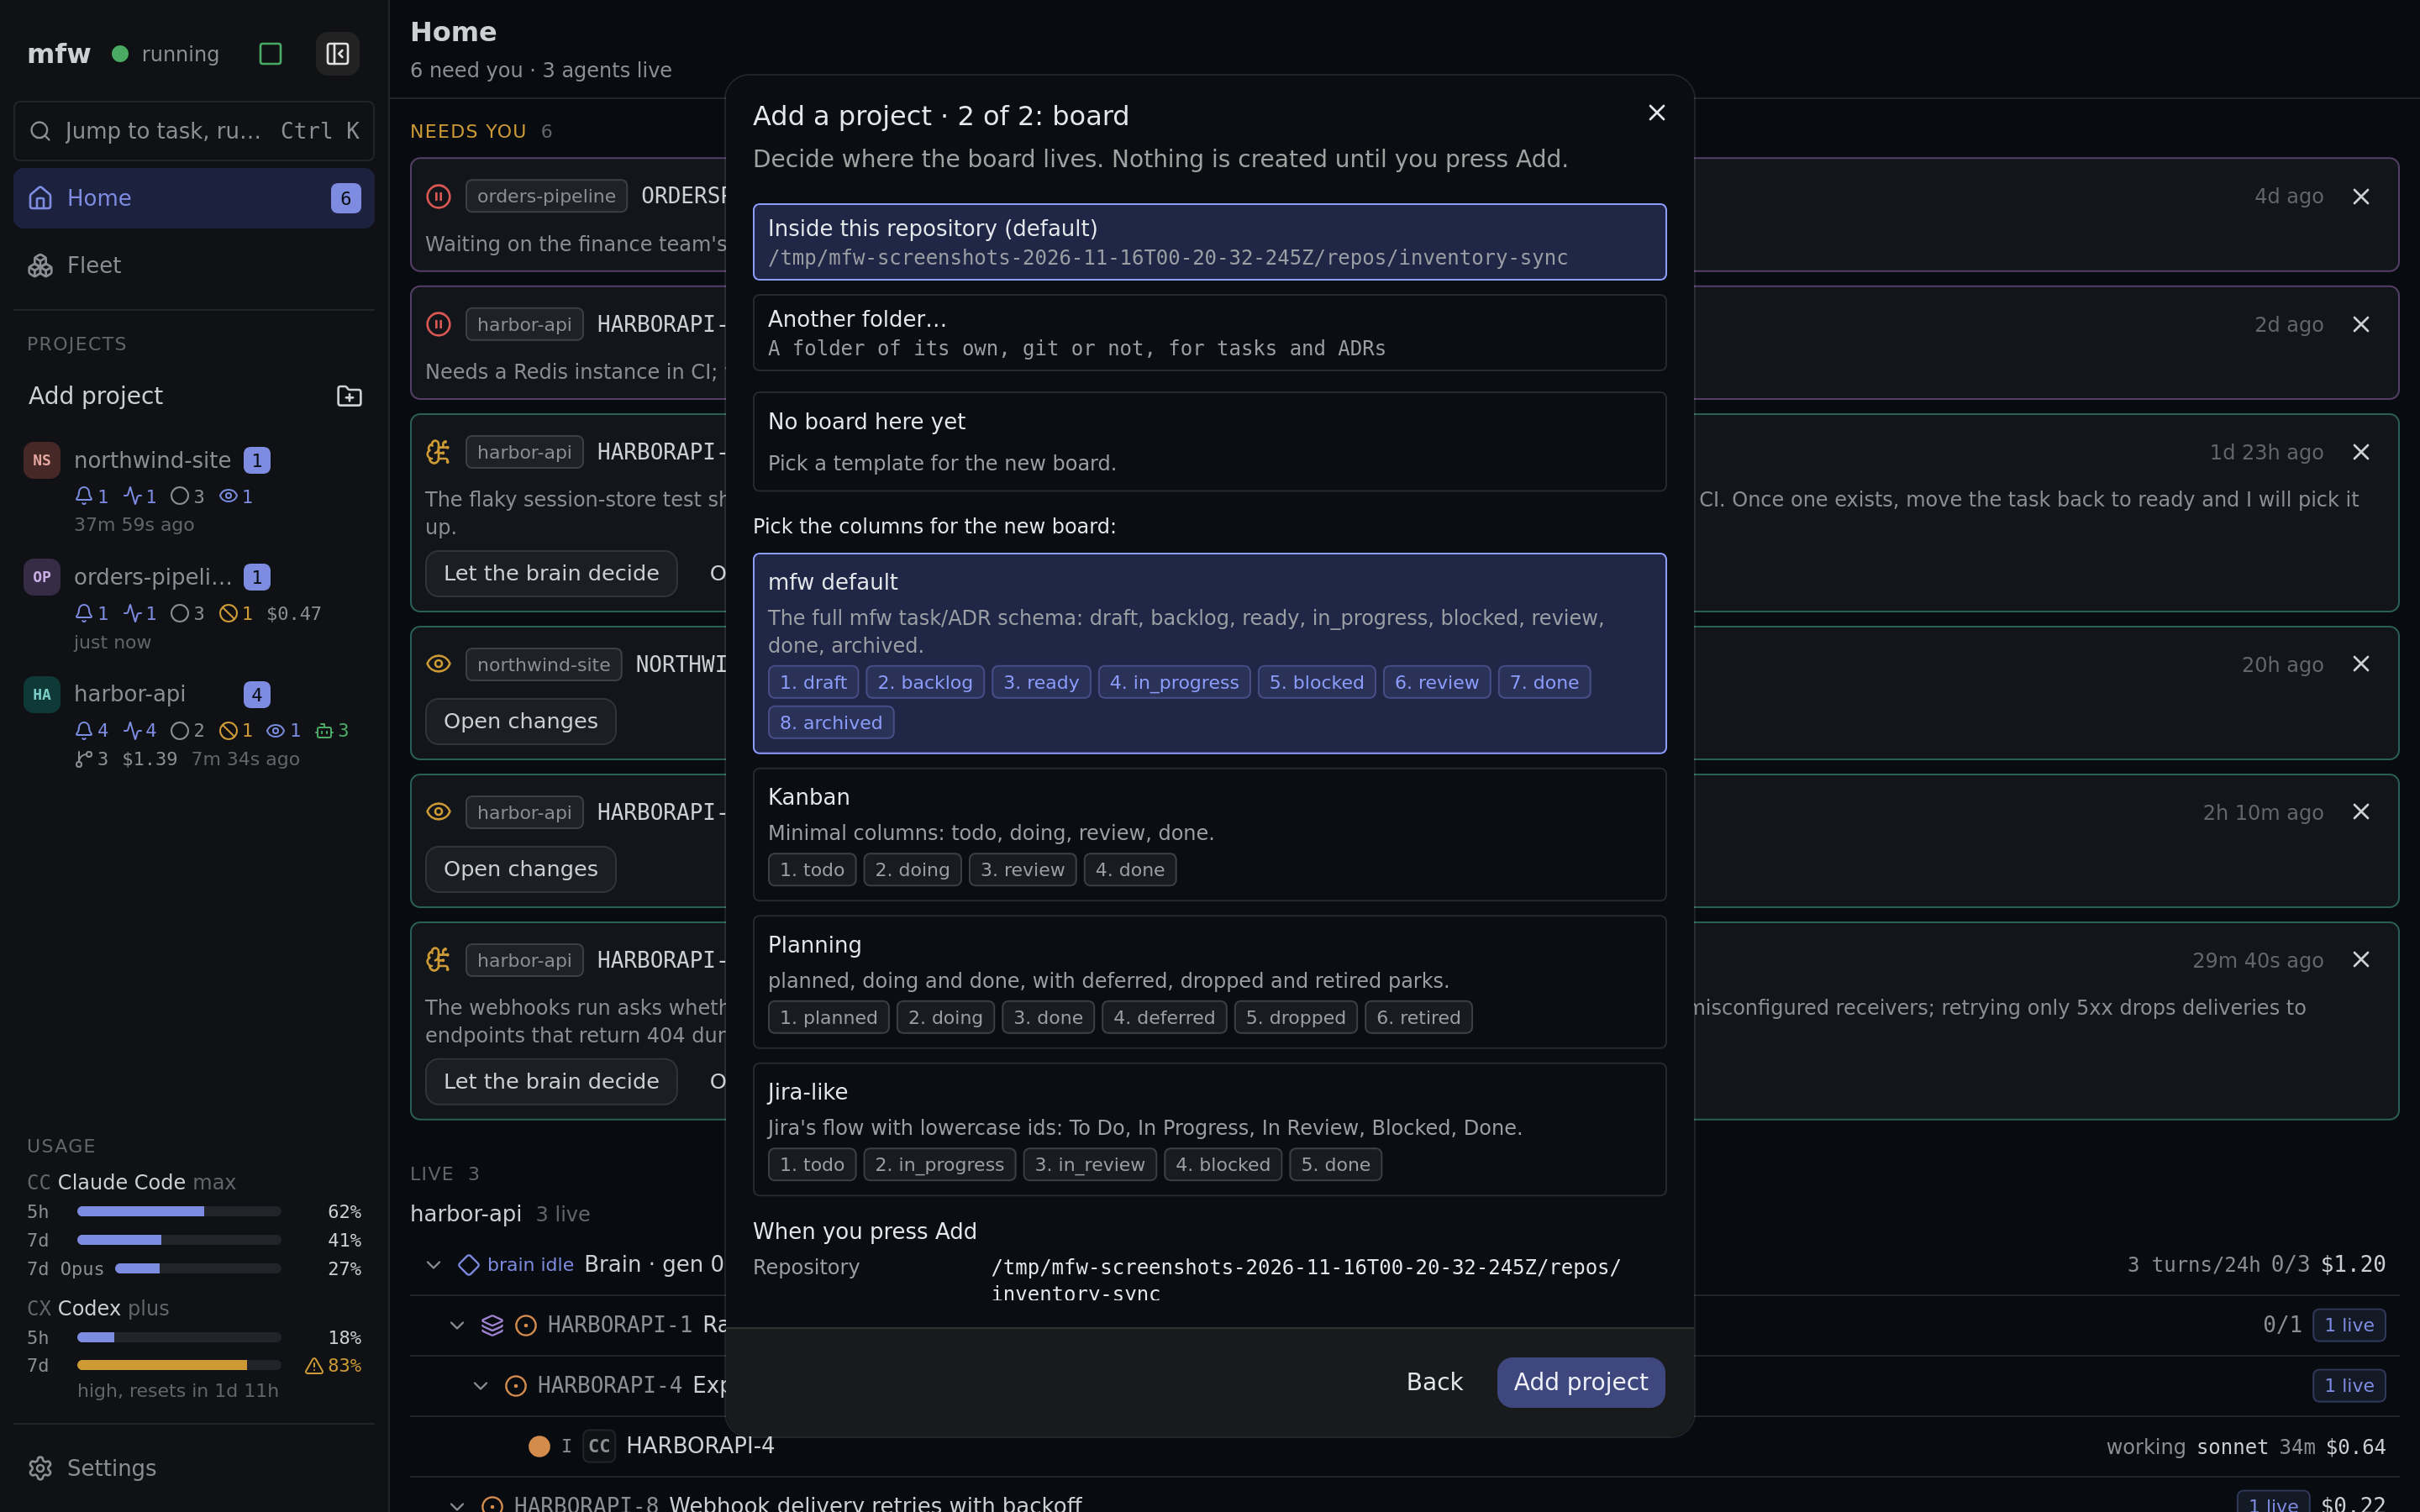 mfw running
Jump to task, ru... Ctrl K
Home 6
Fleet
PROJECTS
Add project
NS northwind-site 1
1 1 3 1
37m 59s ago
OP orders-pipeli... 1
1 1 3 1 $0.47
just now
HA harbor-api 4
4 4 2 1 1 3
3 $1.39 7m 34s ago
USAGE
CC Claude Code max
5h 62%
7d 41%
7d Opus 27%
CX Codex plus
5h 18%
7d 83%
high, resets in 1d 11h
Settings
Home
6 need you · 3 agents live
NEEDS YOU 6
orders-pipeline 4d ago
Waiting on the finance team's
harbor-api HARBORAPI- 2d ago
Needs a Redis instance in CI;
harbor-api HARBORAPI- 1d 23h ago
The flaky session-store test
CI. Once one exists, move the task back to ready and I will pick it
up.
Let the brain decide
northwind-site NORTHWI 20h ago
Open changes
harbor-api HARBORAPI- 2h 10m ago
Open changes
harbor-api HARBORAPI- 29m 40s ago
The webhooks run asks
misconfigured receivers; retrying only 5xx drops deliveries to
endpoints that return 404
Let the brain decide
LIVE 3
harbor-api 3 live
brain idle Brain · gen 0 3 turns/24h 0/3 $1.20
HARBORAPI-1 0/1 1 live
HARBORAPI-4 Exp 1 live
I CC HARBORAPI-4 working sonnet 34m $0.64
HARBORAPI-8 Webhook delivery retries with backoff 1 live $0.22
Add a project · 2 of 2: board
Decide where the board lives. Nothing is created until you press Add.
Inside this repository (default)
/tmp/mfw-screenshots-2026-11-16T00-20-32-245Z/repos/inventory-sync
Another folder...
A folder of its own, git or not, for tasks and ADRs
No board here yet
Pick a template for the new board.
Pick the columns for the new board:
mfw default
The full mfw task/ADR schema: draft, backlog, ready, in_progress, blocked, review,
done, archived.
1. draft 2. backlog 3. ready 4. in_progress 5. blocked 6. review 7. done
8. archived
Kanban
Minimal columns: todo, doing, review, done.
1. todo 2. doing 3. review 4. done
Planning
planned, doing and done, with deferred, dropped and retired parks.
1. planned 2. doing 3. done 4. deferred 5. dropped 6. retired
Jira-like
Jira's flow with lowercase ids: To Do, In Progress, In Review, Blocked, Done.
1. todo 2. in_progress 3. in_review 4. blocked 5. done
When you press Add
Repository /tmp/mfw-screenshots-2026-11-16T00-20-32-245Z/repos/
inventory-sync
Back Add project